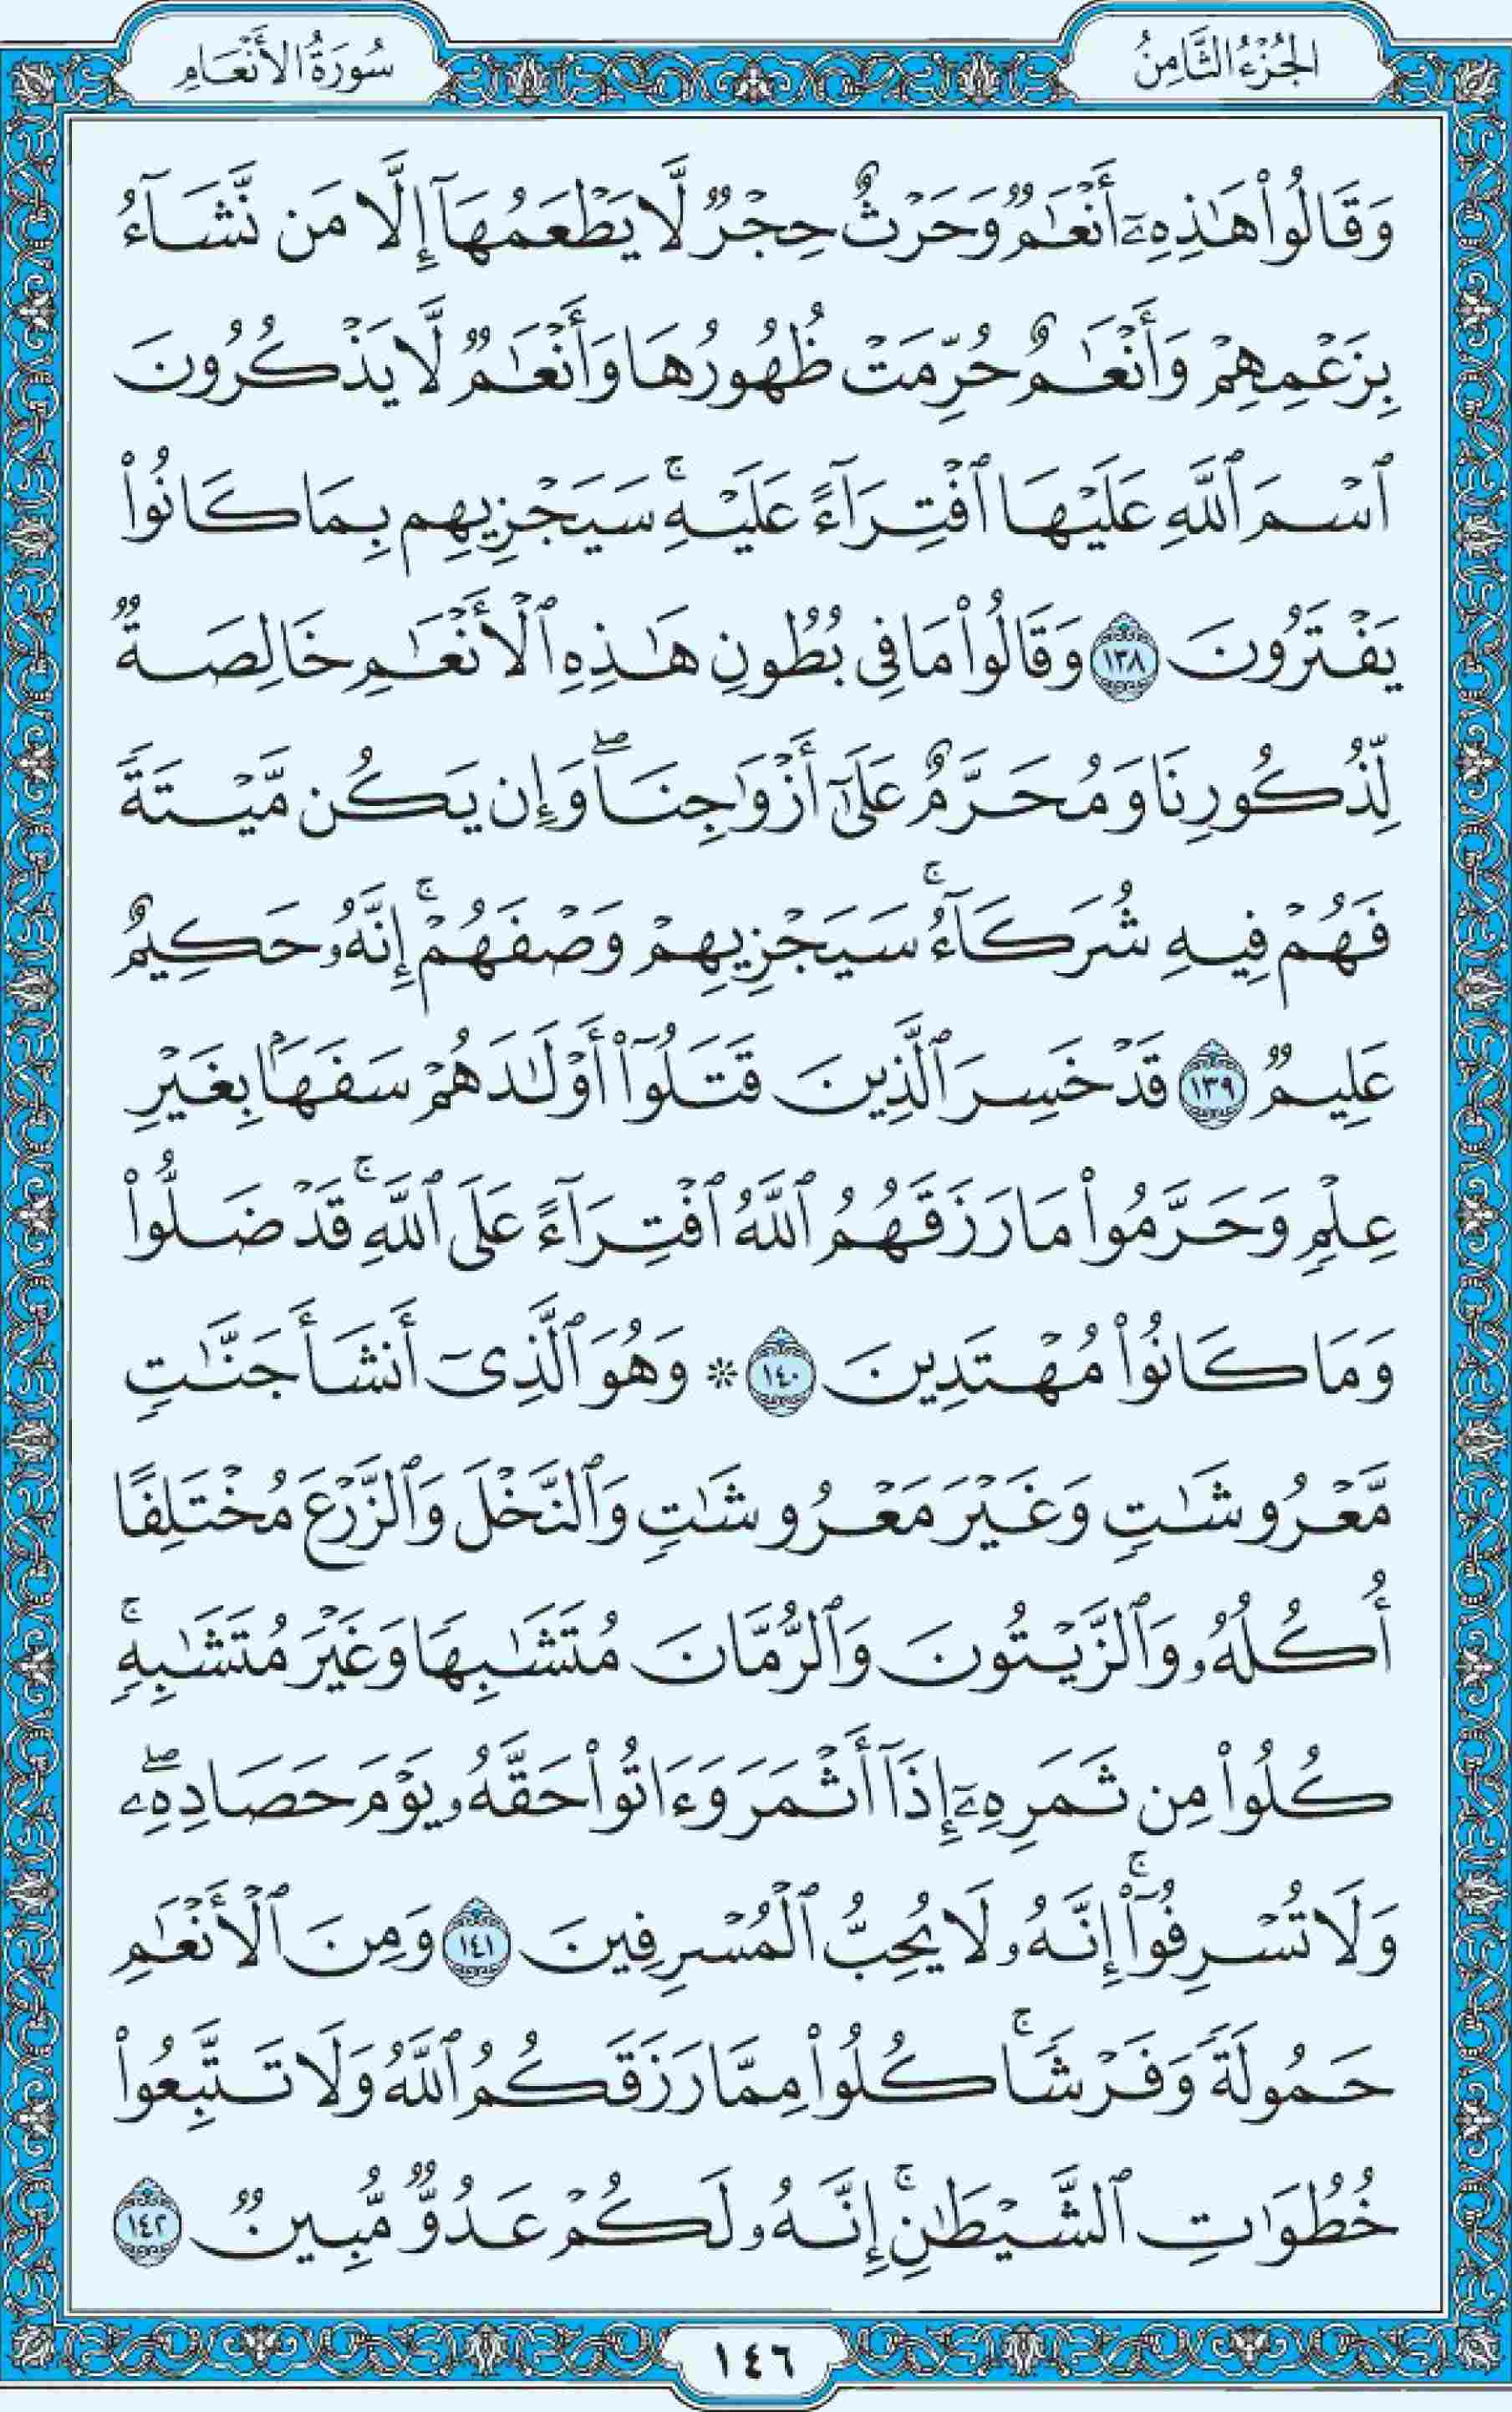 الجُزْءُ الثَّامِنُ
سُورَةُ الأَنْعَامِ
وَقَالُوا۟ هَـٰذِهِۦٓ أَنْعَـٰمٌ وَحَرْثٌ حِجْرٌ لَّا يَطْعَمُهَآ إِلَّا مَن نَّشَآءُ
بِزَعْمِهِمْ وَأَنْعَـٰمٌ حُرِّمَتْ ظُهُورُهَا وَأَنْعَـٰمٌ لَّا يَذْكُرُونَ
ٱسْمَ ٱللَّهِ عَلَيْهَا ٱفْتِرَآءً عَلَيْهِ ۚ سَيَجْزِيهِم بِمَا كَانُوا۟
يَفْتَرُونَ ١٣٨ وَقَالُوا۟ مَا فِى بُطُونِ هَـٰذِهِ ٱلْأَنْعَـٰمِ خَالِصَةٌ
لِّذُكُورِنَا وَمُحَرَّمٌ عَلَىٰٓ أَزْوَٰجِنَا ۖ وَإِن يَكُن مَّيْتَةً
فَهُمْ فِيهِ شُرَكَآءُ ۚ سَيَجْزِيهِمْ وَصْفَهُمْ ۚ إِنَّهُۥ حَكِيمٌ
عَلِيمٌ ١٣٩ قَدْ خَسِرَ ٱلَّذِينَ قَتَلُوٓا۟ أَوْلَـٰدَهُمْ سَفَهَۢا بِغَيْرِ
عِلْمٍ وَحَرَّمُوا۟ مَا رَزَقَهُمُ ٱللَّهُ ٱفْتِرَآءً عَلَى ٱللَّهِ ۚ قَدْ ضَلُّوا۟
وَمَا كَانُوا۟ مُهْتَدِينَ ١٤٠ ۞ وَهُوَ ٱلَّذِىٓ أَنشَأَ جَنَّـٰتٍ
مَّعْرُوشَـٰتٍ وَغَيْرَ مَعْرُوشَـٰتٍ وَٱلنَّخْلَ وَٱلزَّرْعَ مُخْتَلِفًا
أُكُلُهُۥ وَٱلزَّيْتُونَ وَٱلرُّمَّانَ مُتَشَـٰبِهًا وَغَيْرَ مُتَشَـٰبِهٍ ۚ
كُلُوا۟ مِن ثَمَرِهِۦٓ إِذَآ أَثْمَرَ وَءَاتُوا۟ حَقَّهُۥ يَوْمَ حَصَادِهِۦ ۖ
وَلَا تُسْرِفُوٓا۟ ۚ إِنَّهُۥ لَا يُحِبُّ ٱلْمُسْرِفِينَ ١٤١ وَمِنَ ٱلْأَنْعَـٰمِ
حَمُولَةً وَفَرْشًا ۚ كُلُوا۟ مِمَّا رَزَقَكُمُ ٱللَّهُ وَلَا تَتَّبِعُوا۟
خُطُوَٰتِ ٱلشَّيْطَـٰنِ ۚ إِنَّهُۥ لَكُمْ عَدُوٌّ مُّبِينٌ ١٤٢
١٤٦